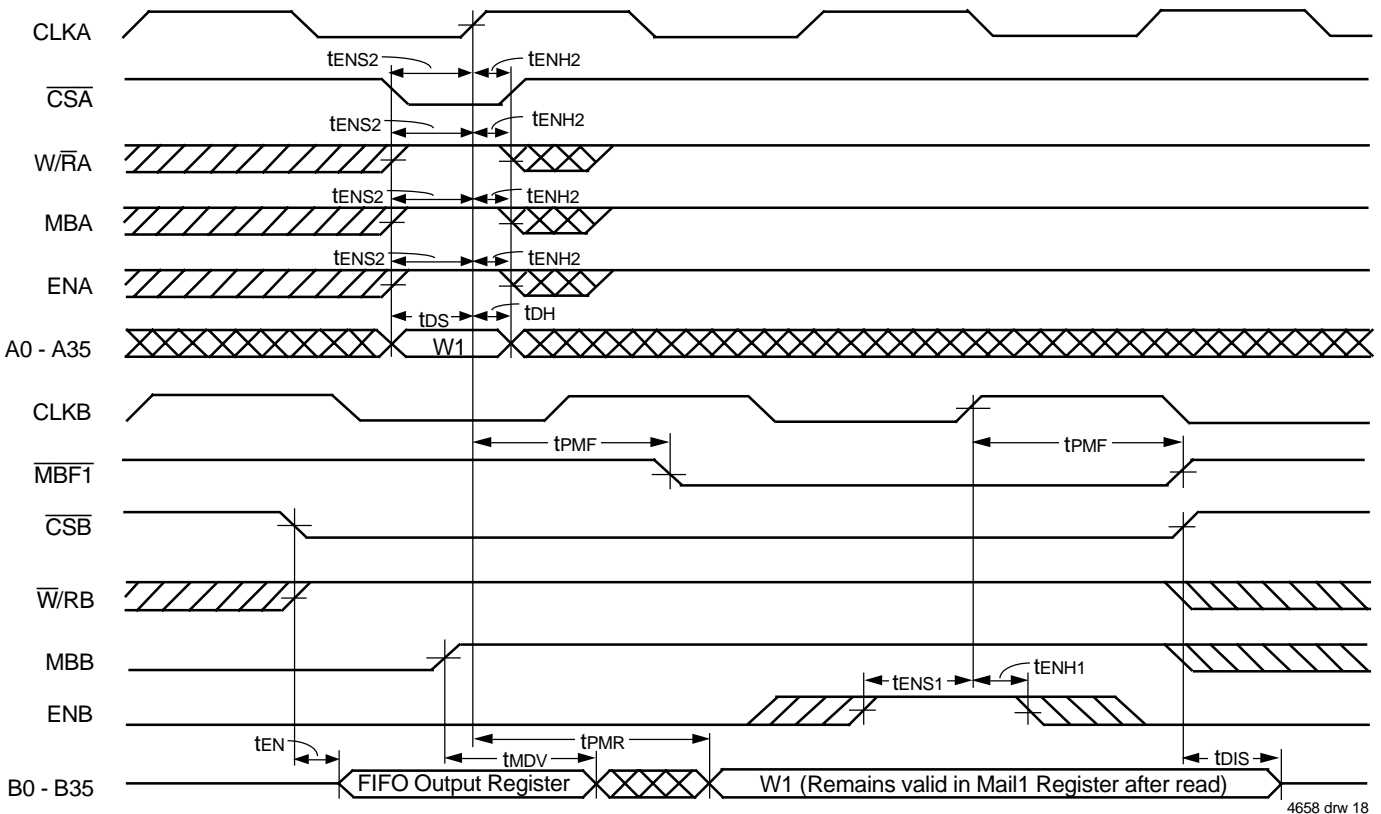 CLKA
tENS2 tENH2
CSA
tENS2 tENH2
W/RA
tENS2 tENH2
MBA
tENS2 tENH2
ENA
tDS tDH
A0 - A35 W1
CLKB
tPMF tPMF
MBF1
CSB
W/RB
MBB
tENS1 tENH1
ENB
tEN tMDV tPMR tDIS
B0 - B35 FIFO Output Register W1 (Remains valid in Mail1 Register after read)
4658 drw 18